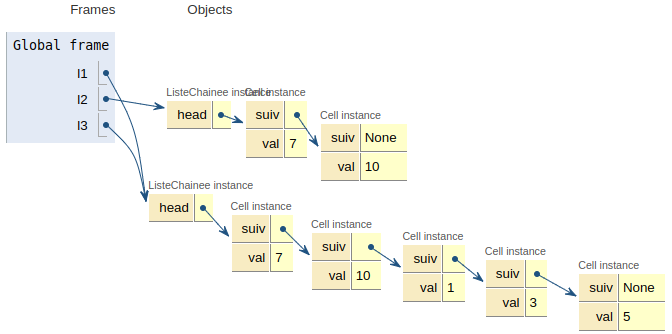 Frames Objects
Global frame
l1
l2
l3
ListeChainee instance
head
Cell instance
suiv
val 7
Cell instance
suiv None
val 10
ListeChainee instance
head
Cell instance
suiv
val 7
Cell instance
suiv
val 10
Cell instance
suiv
val 1
Cell instance
suiv
val 3
Cell instance
suiv None
val 5